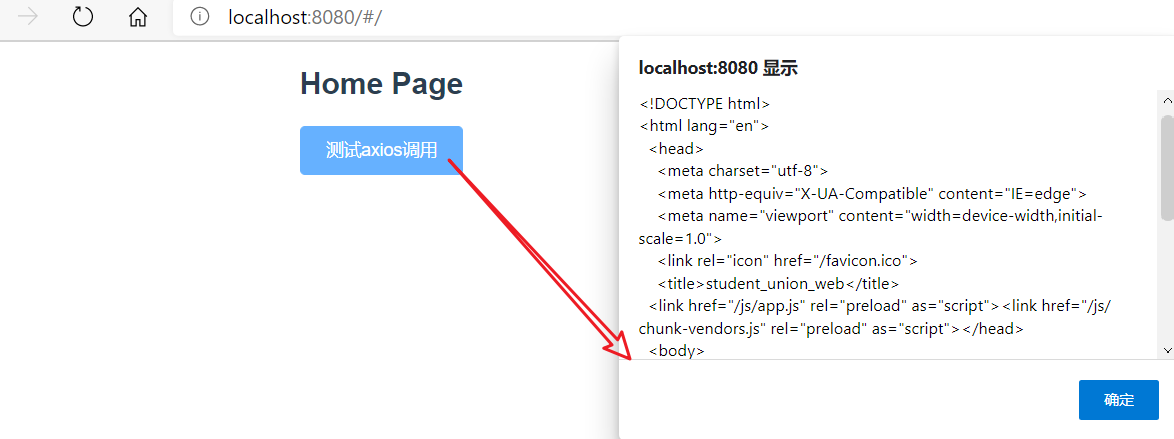 localhost:8080/#/
Home Page
测试axios调用
localhost:8080 显示
<!DOCTYPE html>
<html lang="en">
<head>
<meta charset="utf-8">
<meta http-equiv="X-UA-Compatible" content="IE=edge">
<meta name="viewport" content="width=device-width,initial-
scale=1.0">
<link rel="icon" href="/favicon.ico">
<title>student_union_web</title>
<link href="/js/app.js" rel="preload" as="script"><link href="/js/
chunk-vendors.js" rel="preload" as="script"></head>
<body>
确定